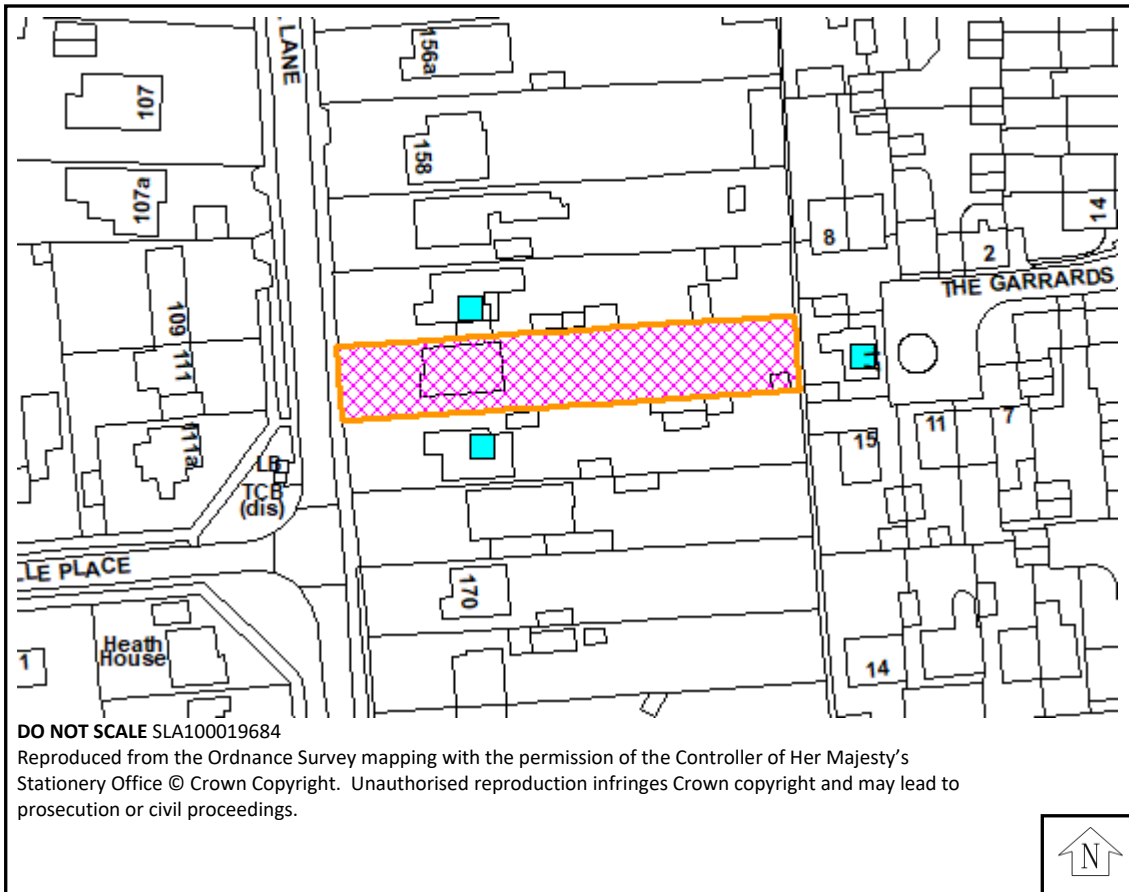 LANE
156a
107
158
107a
14
8
2
THE GARRARDS
109
111
111a
11
7
15
LB
TCB
(dis)
LLE PLACE
170
Heath
House
1
14
DO NOT SCALE SLA100019684
Reproduced from the Ordnance Survey mapping with the permission of the Controller of Her Majesty’s
Stationery Office © Crown Copyright. Unauthorised reproduction infringes Crown copyright and may lead to
prosecution or civil proceedings.
N